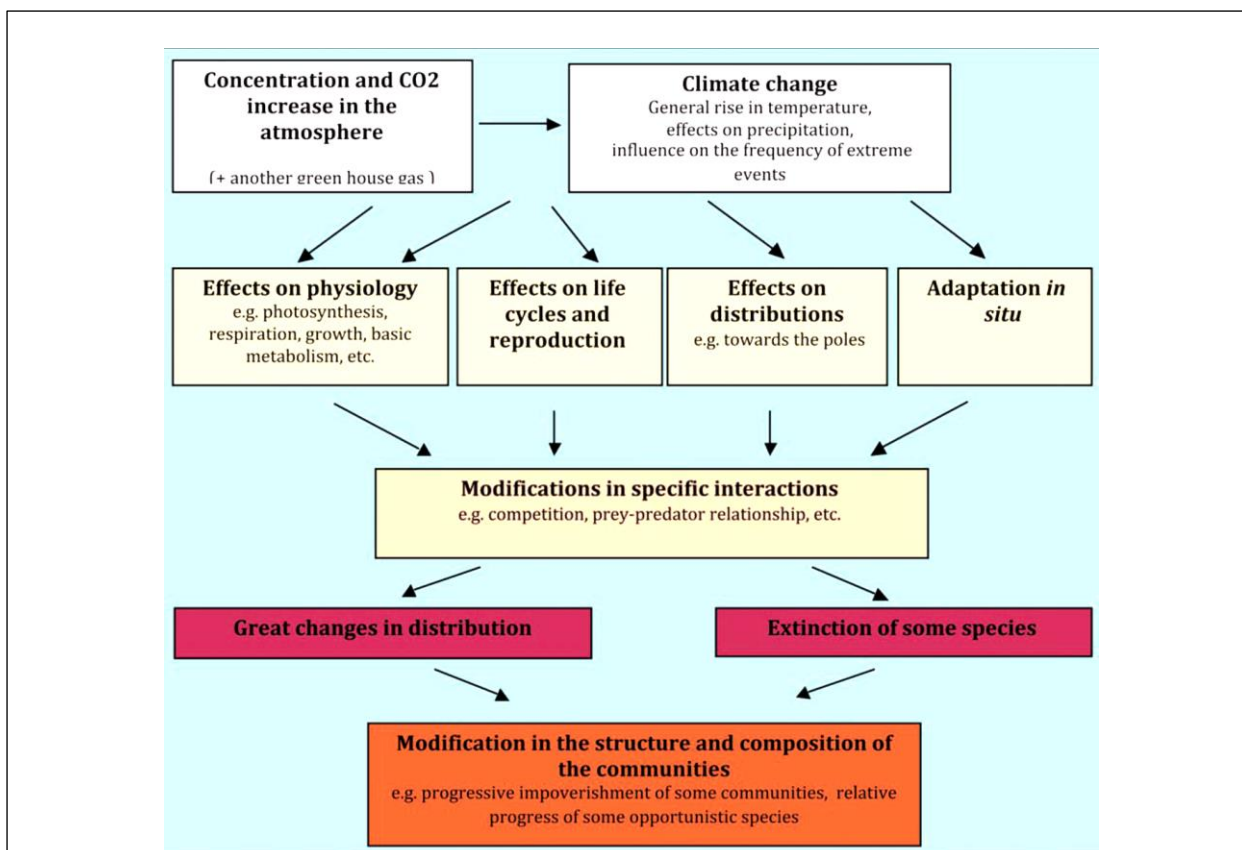 Concentration and CO2
increase in the
atmosphere
(+ another green house gas )
Climate change
General rise in temperature,
effects on precipitation,
influence on the frequency of extreme
events
Effects on physiology
e.g. photosynthesis,
respiration, growth, basic
metabolism, etc.
Effects on life
cycles and
reproduction
Effects on
distributions
e.g. towards the poles
Adaptation in
situ
Modifications in specific interactions
e.g. competition, prey-predator relationship, etc.
Great changes in distribution
Extinction of some species
Modification in the structure and composition of
the communities
e.g. progressive impoverishment of some communities, relative
progress of some opportunistic species